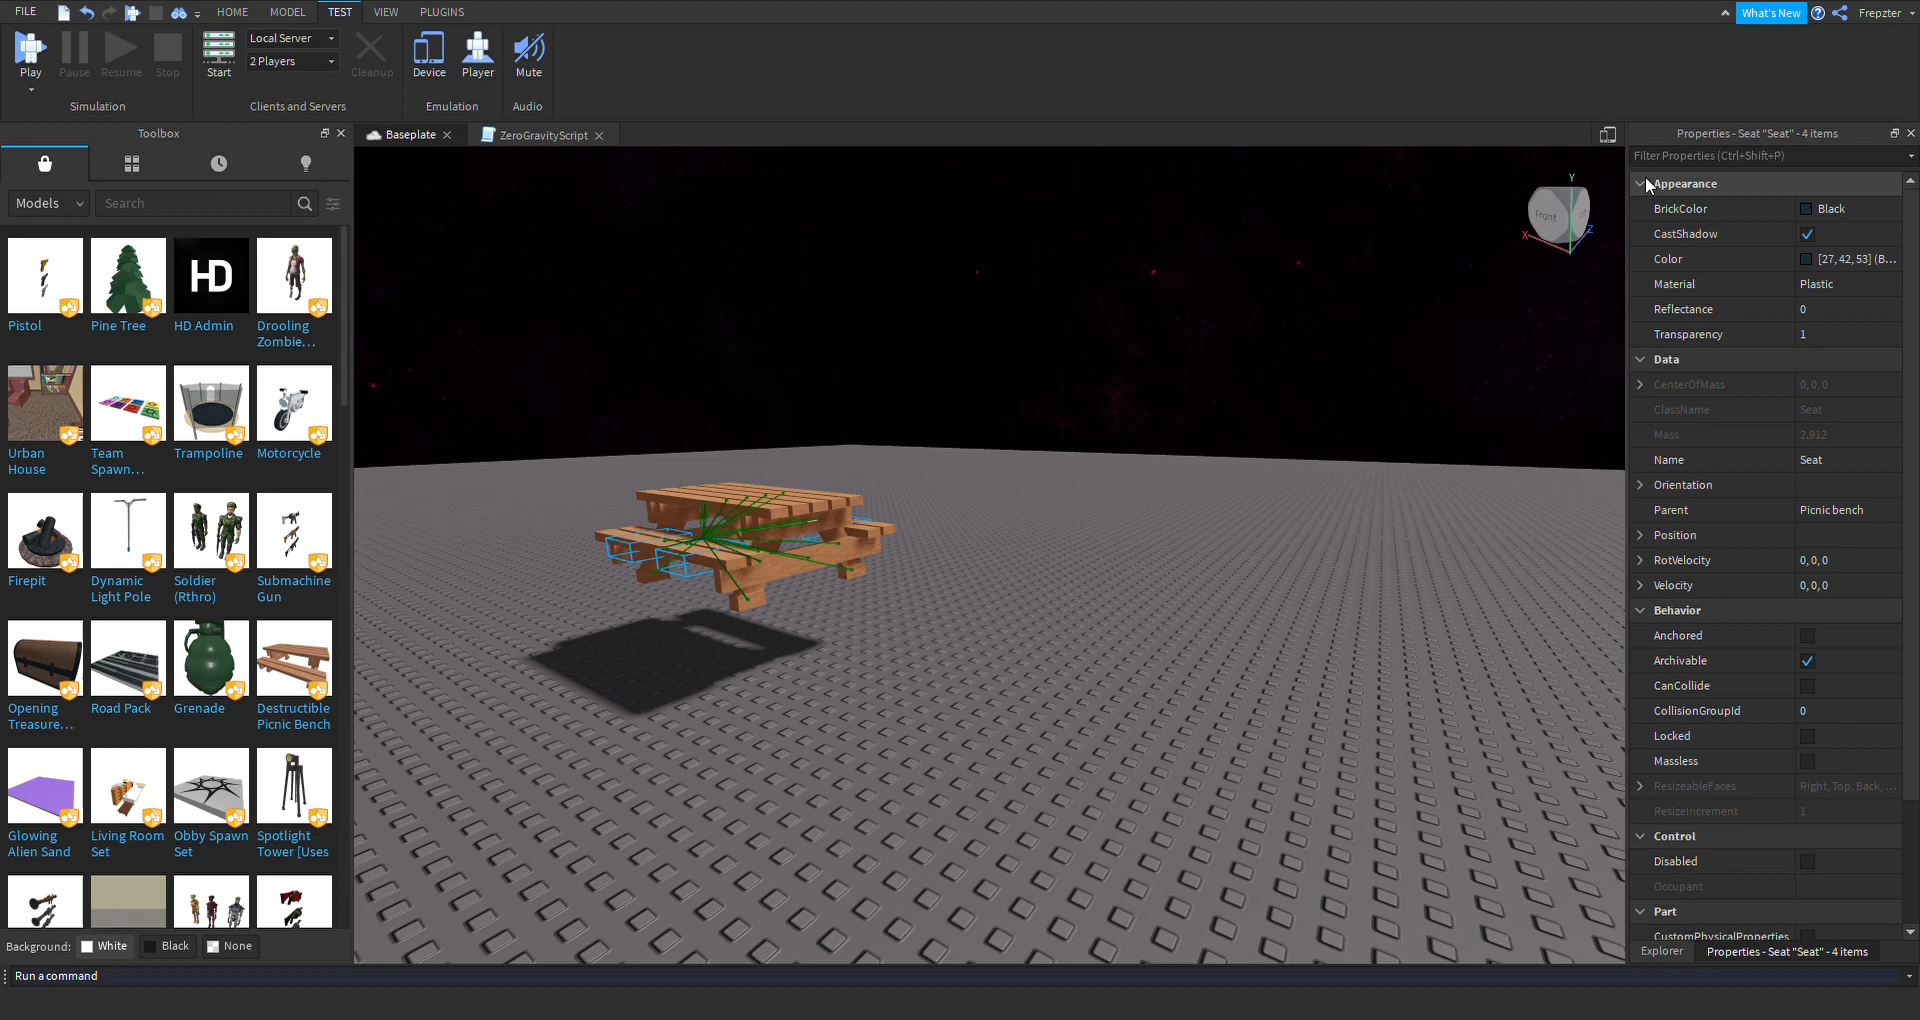 FILE HOME MODEL TEST VIEW PLUGINS What's New Frepzter
Play Pause Resume Stop Start Local Server 2 Players Cleanup Device Player Mute
Simulation Clients and Servers Emulation Audio
Toolbox
Baseplate ZeroGravityScript
Models Search
Pistol Pine Tree HD Admin Drooling Zombie...
HD
Urban House Team Spawn... Trampoline Motorcycle
Firepit Dynamic Light Pole Soldier (Rthro) Submachine Gun
Opening Treasure... Road Pack Grenade Destructible Picnic Bench
Glowing Alien Sand Living Room Set Obby Spawn Set Spotlight Tower [Uses
Background: White Black None
Run a command
Y
Front
X
Z
Properties - Seat "Seat" - 4 items
Filter Properties (Ctrl+Shift+P)
Appearance
BrickColor Black
CastShadow
Color [27, 42, 53] (B...
Material Plastic
Reflectance 0
Transparency 1
Data
CenterOfMass 0, 0, 0
ClassName Seat
Mass 2.912
Name Seat
Orientation
Parent Picnic bench
Position
RotVelocity 0, 0, 0
Velocity 0, 0, 0
Behavior
Anchored
Archivable
CanCollide
CollisionGroupId 0
Locked
Massless
ResizeableFaces Right, Top, Back, ...
ResizeIncrement 1
Control
Disabled
Occupant
Part
CustomPhysicalProperties
Explorer Properties - Seat "Seat" - 4 items